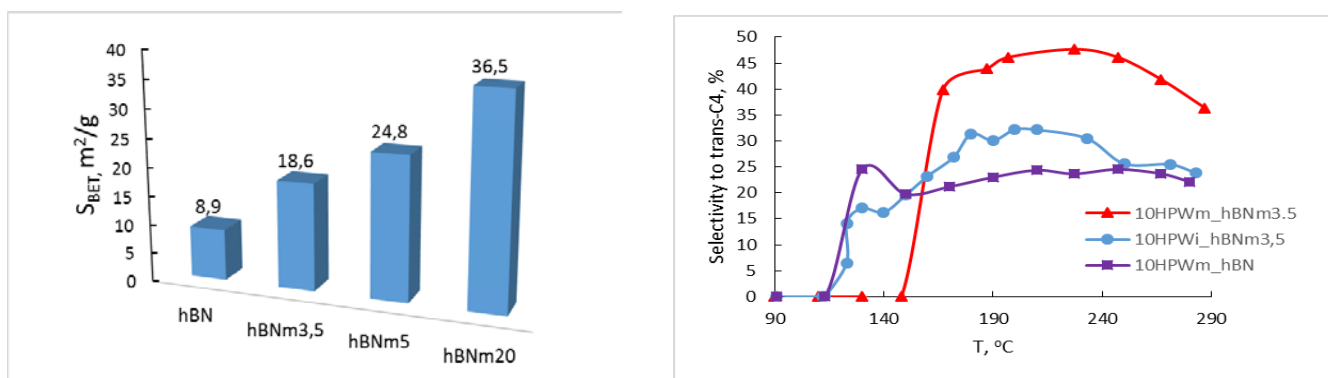 40
35
30
25
20
15
10
5
0
S_BET, m²/g
8,9
18,6
24,8
36,5
hBN
hBNm3,5
hBNm5
hBNm20
50
45
40
35
30
25
20
15
10
5
0
Selectivity to trans-C4, %
10HPWm_hBNm3.5
10HPWi_hBNm3,5
10HPWm_hBN
90
140
190
240
290
T, °C